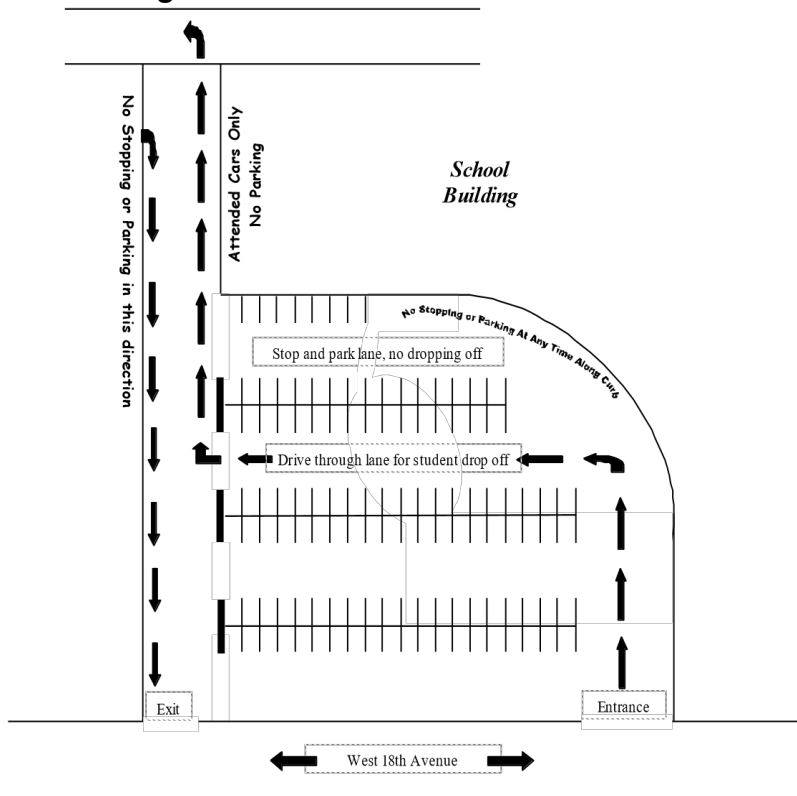 No Stopping or Parking in this direction
Attended Cars Only
No Parking
School
Building
No Stopping or Parking At Any Time Along Curb
Stop and park lane, no dropping off
Drive through lane for student drop off
Exit
Entrance
West 18th Avenue